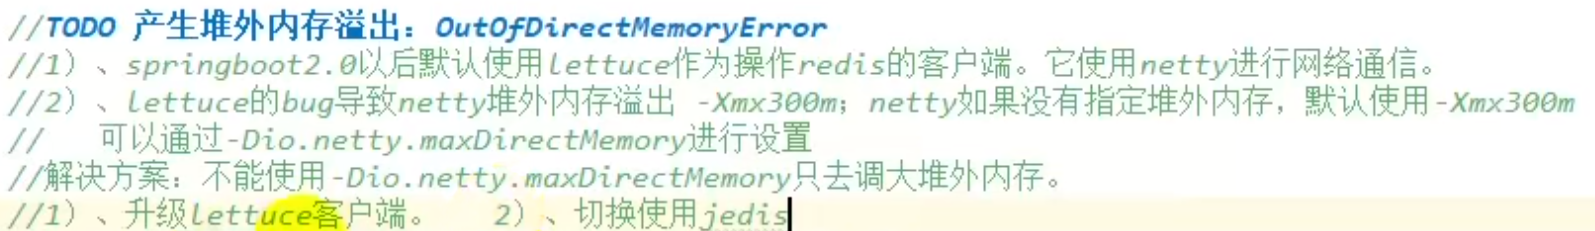 //TODO 产生堆外内存溢出：OutOfDirectMemoryError
//1）、springboot2.0以后默认使用lettuce作为操作redis的客户端。它使用netty进行网络通信。
//2）、lettuce的bug导致netty堆外内存溢出 -Xmx300m；netty如果没有指定堆外内存，默认使用-Xmx300m
//   可以通过-Dio.netty.maxDirectMemory进行设置
//解决方案：不能使用-Dio.netty.maxDirectMemory只去调大堆外内存。
//1）、升级lettuce客户端。   2）、切换使用jedis